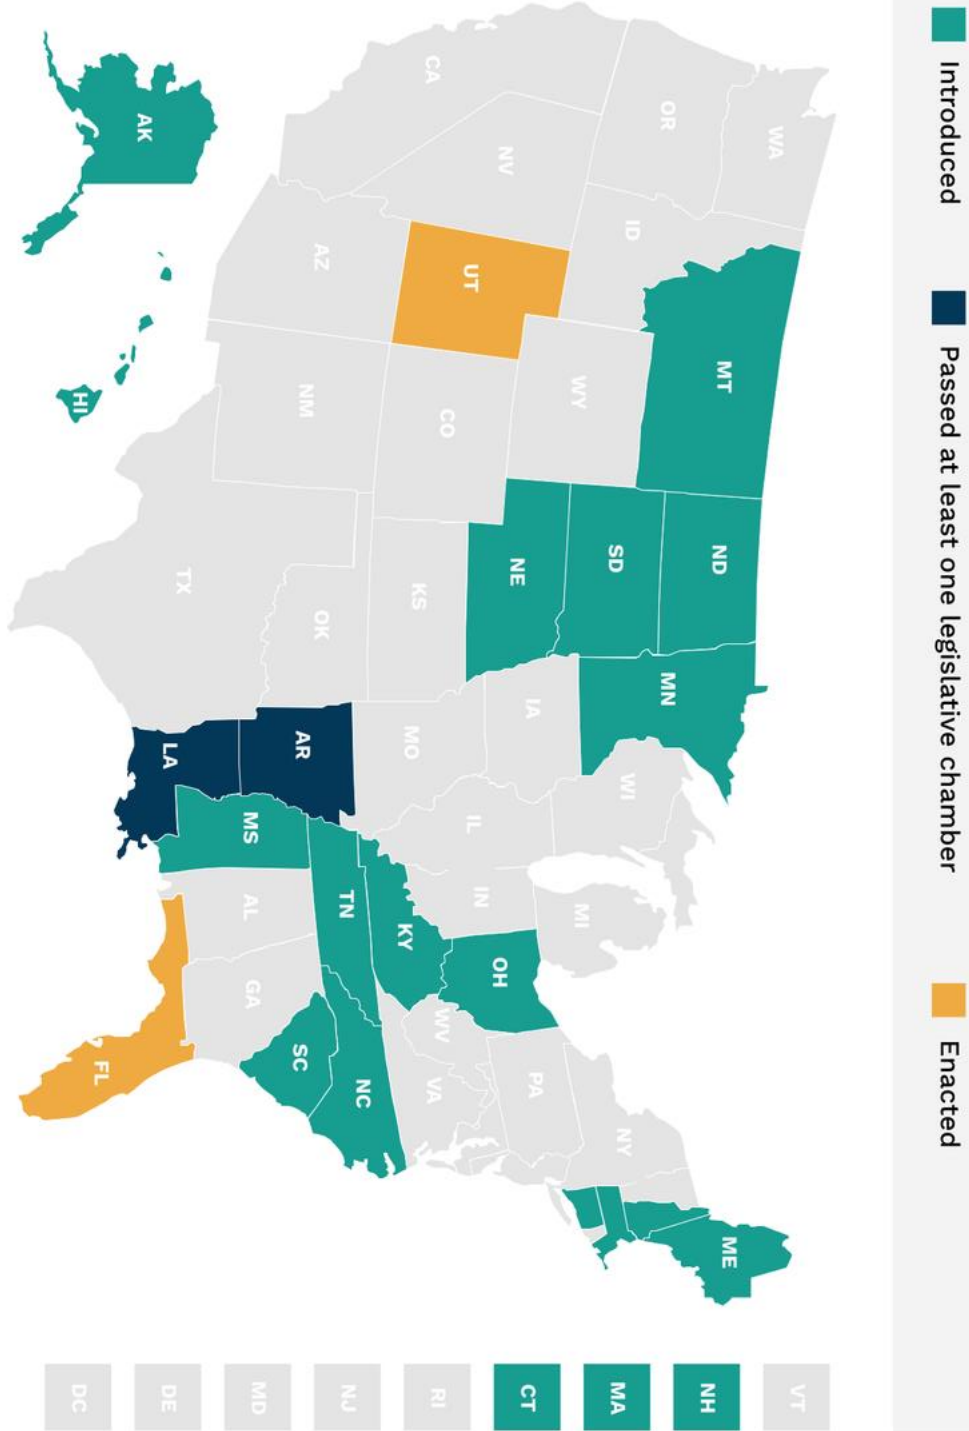 Introduced
Passed at least one legislative chamber
Enacted
WA
OR
CA
NV
ID
MT
WY
UT
AZ
CO
NM
ND
SD
NE
KS
OK
TX
MN
IA
MO
AR
LA
WI
IL
MS
MI
IN
KY
TN
AL
OH
WV
GA
FL
SC
NC
VA
PA
NY
ME
AK
HI
VT
NH
MA
CT
RI
NJ
MD
DE
DC